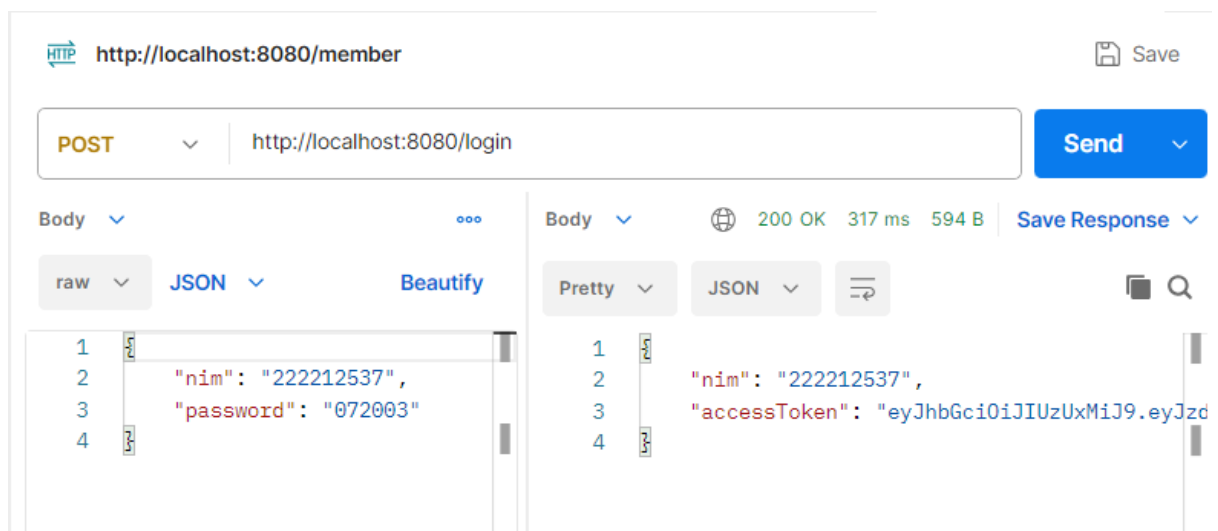 HTTP http://localhost:8080/member Save
POST http://localhost:8080/login Send
Body ooo Body 200 OK 317 ms 594 B Save Response
raw JSON Beautify Pretty JSON
1 {
2 "nim": "222212537",
3 "password": "072003"
4 }
1 {
2 "nim": "222212537",
3 "accessToken": "eyJhbGciOiJIUzUxMiJ9.eyJzd
4 }